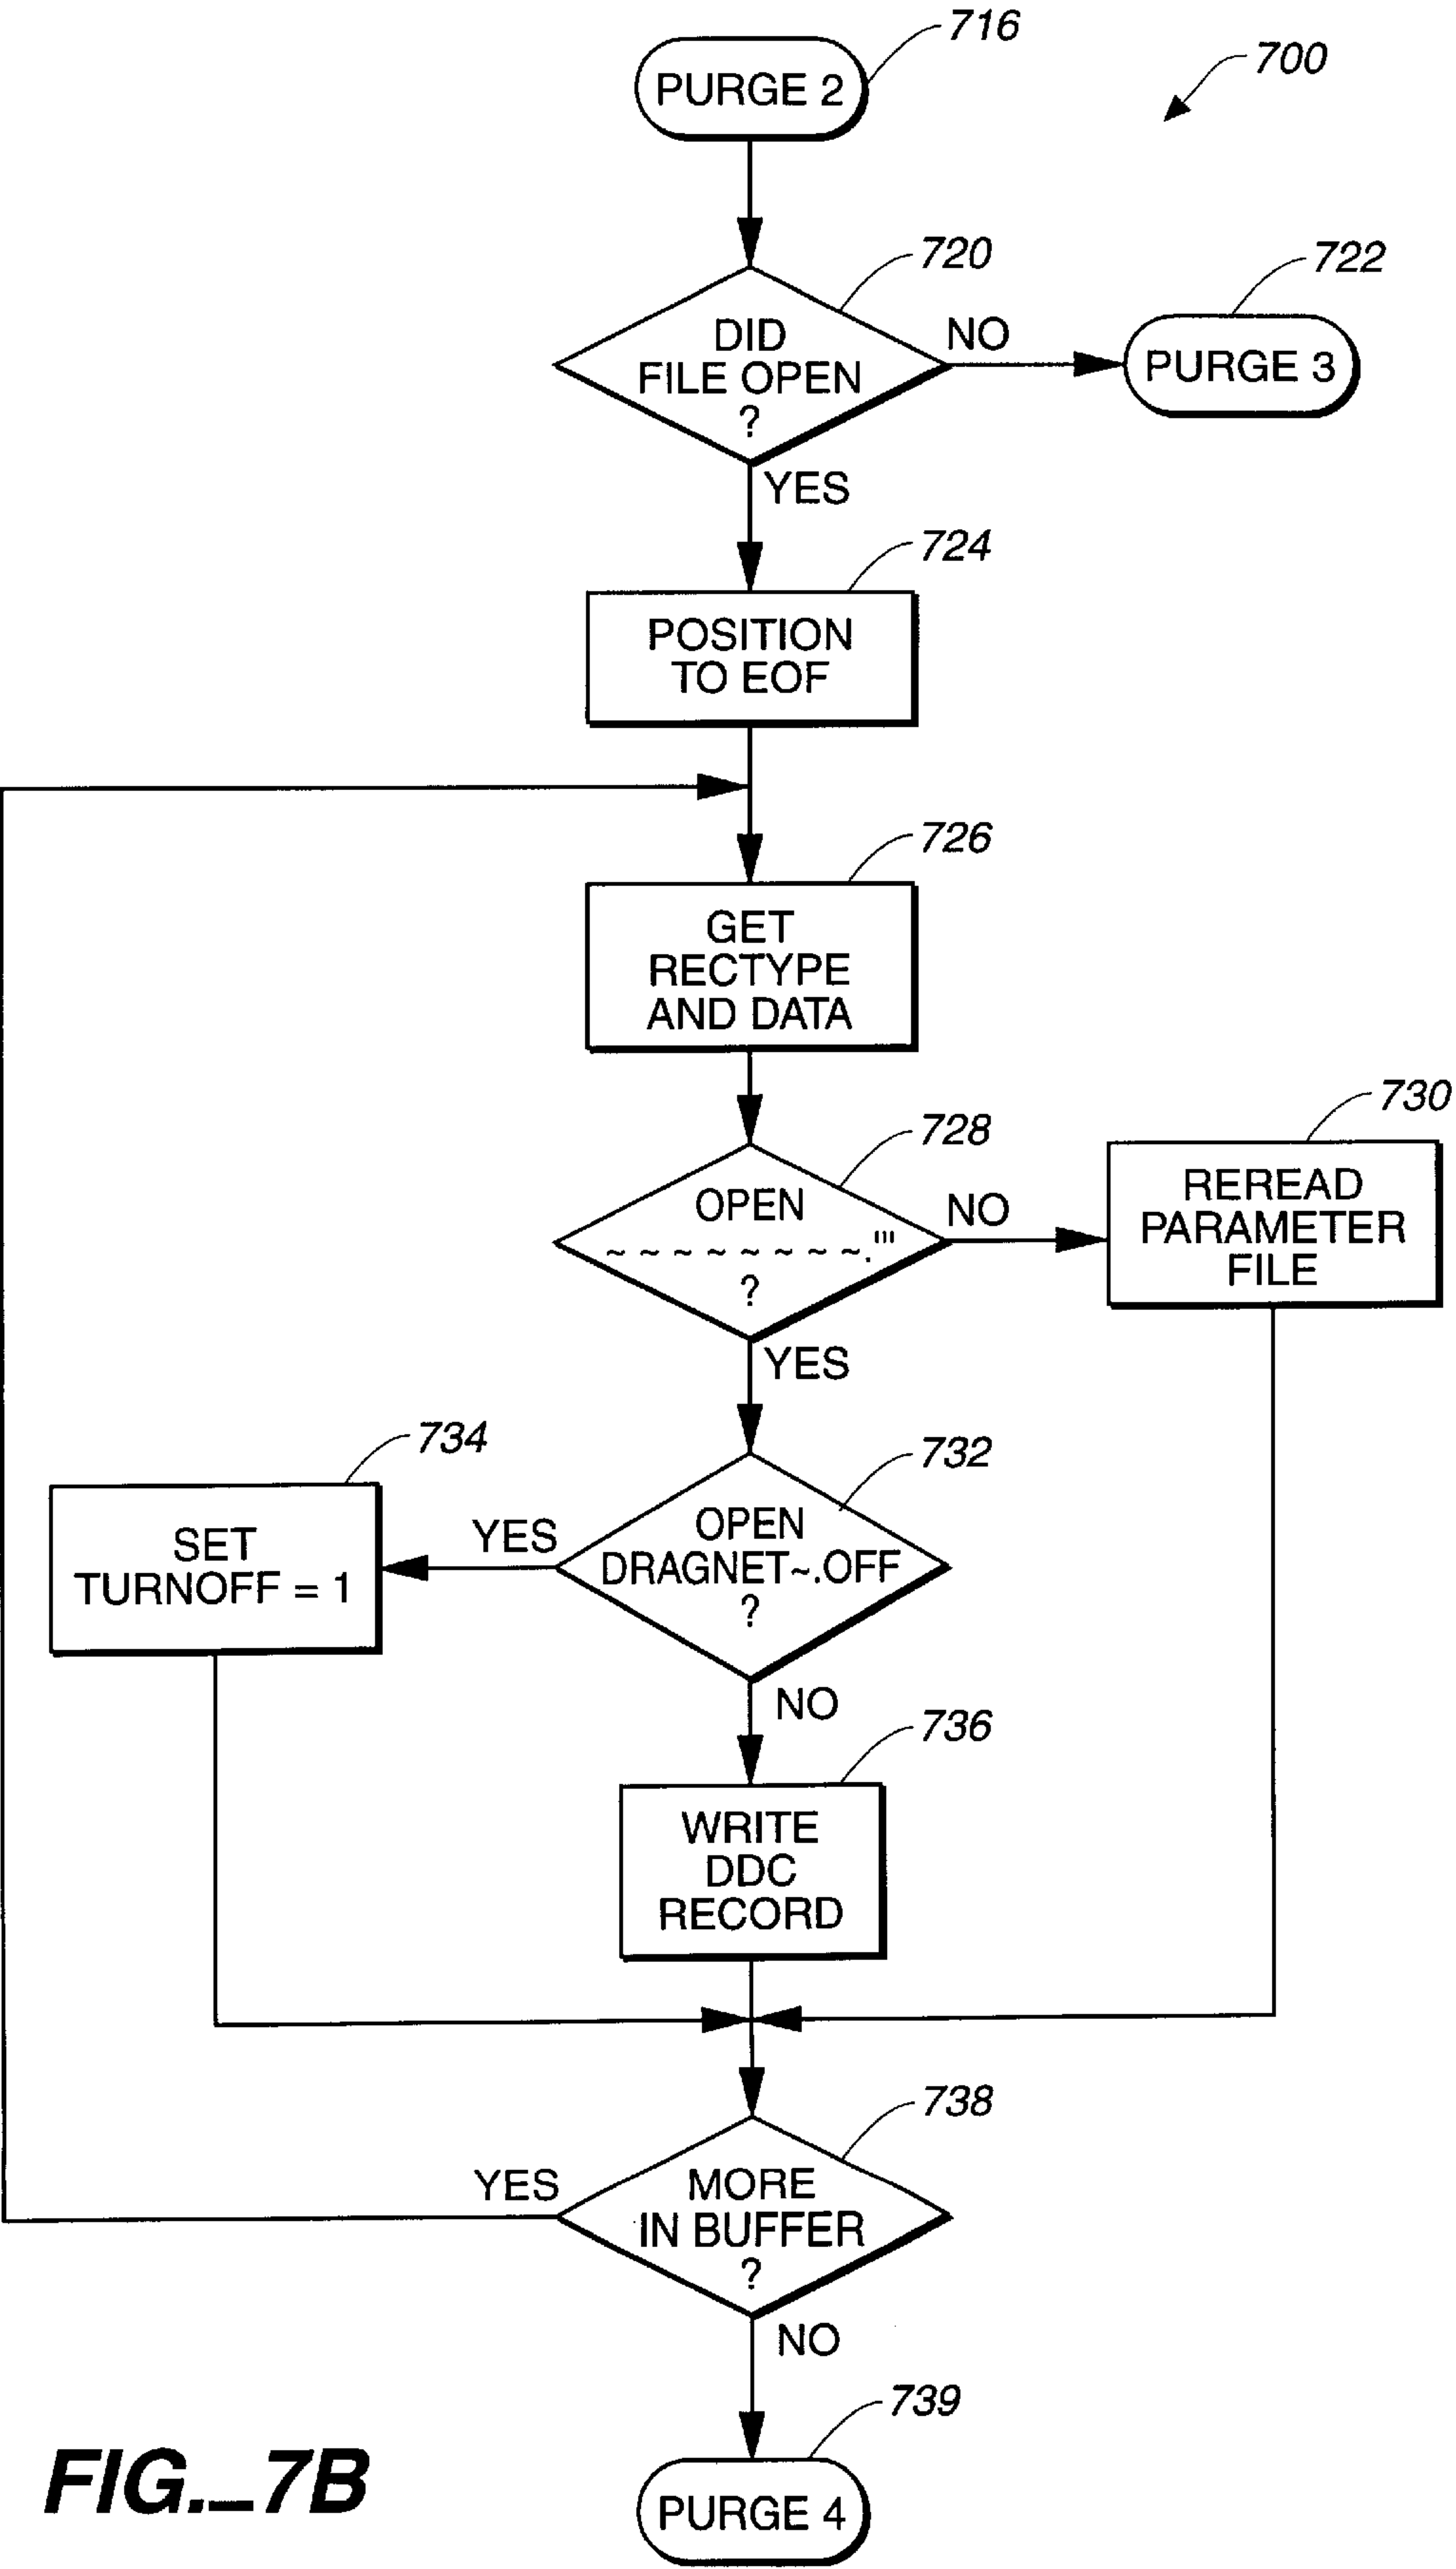 716
PURGE 2
700
720
DID
FILE OPEN
?
NO
722
PURGE 3
YES
724
POSITION
TO EOF
726
GET
RECTYPE
AND DATA
728
OPEN
~~~~~~~~.'''
?
NO
730
REREAD
PARAMETER
FILE
YES
732
OPEN
DRAGNET~.OFF
?
YES
734
SET
TURNOFF = 1
NO
736
WRITE
DDC
RECORD
738
MORE
IN BUFFER
?
YES
NO
739
PURGE 4
FIG._7B